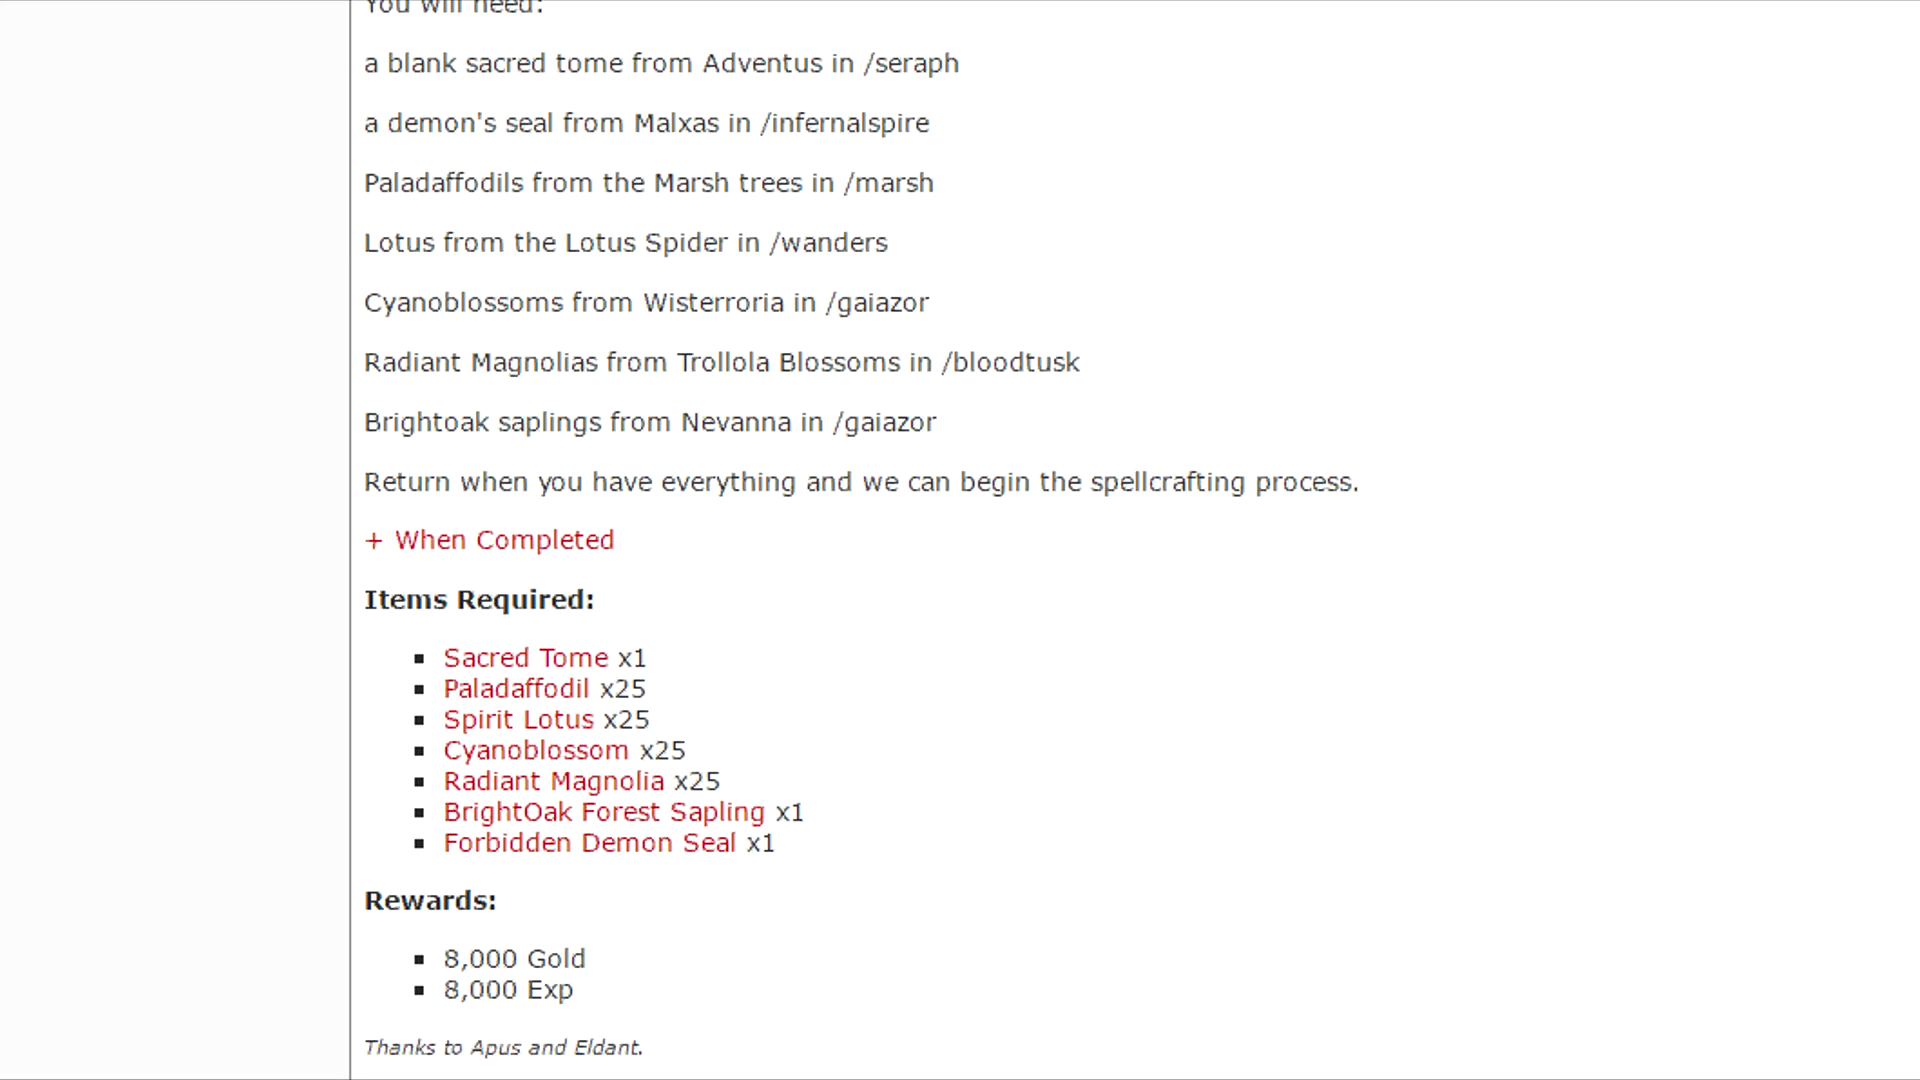 You will need:
a blank sacred tome from Adventus in /seraph
a demon's seal from Malxas in /infernalspire
Paladaffodils from the Marsh trees in /marsh
Lotus from the Lotus Spider in /wanders
Cyanoblossoms from Wisterroria in /gaiazor
Radiant Magnolias from Trollola Blossoms in /bloodtusk
Brightoak saplings from Nevanna in /gaiazor
Return when you have everything and we can begin the spellcrafting process.
+ When Completed
Items Required:
Sacred Tome x1
Paladaffodil x25
Spirit Lotus x25
Cyanoblossom x25
Radiant Magnolia x25
BrightOak Forest Sapling x1
Forbidden Demon Seal x1
Rewards:
8,000 Gold
8,000 Exp
Thanks to Apus and Eldant.